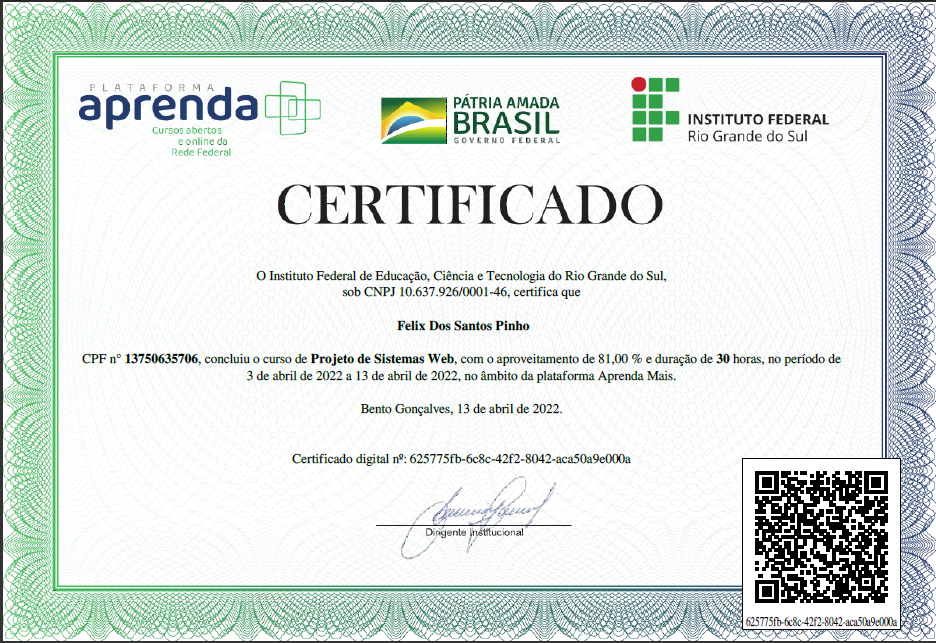 PLATAFORMA
aprenda
Cursos abertos
e online da
Rede Federal
PÁTRIA AMADA
BRASIL
GOVERNO FEDERAL
INSTITUTO FEDERAL
Rio Grande do Sul
CERTIFICADO
O Instituto Federal de Educação, Ciência e Tecnologia do Rio Grande do Sul,
sob CNPJ 10.637.926/0001-46, certifica que
Felix Dos Santos Pinho
CPF n° 13750635706, concluiu o curso de Projeto de Sistemas Web, com o aproveitamento de 81,00 % e duração de 30 horas, no período de
3 de abril de 2022 a 13 de abril de 2022, no âmbito da plataforma Aprenda Mais.
Bento Gonçalves, 13 de abril de 2022.
Certificado digital nº: 625775fb-6c8c-42f2-8042-aca50a9e000a
Dirigente Institucional
625775fb-6c8c-42f2-8042-aca50a9e000a